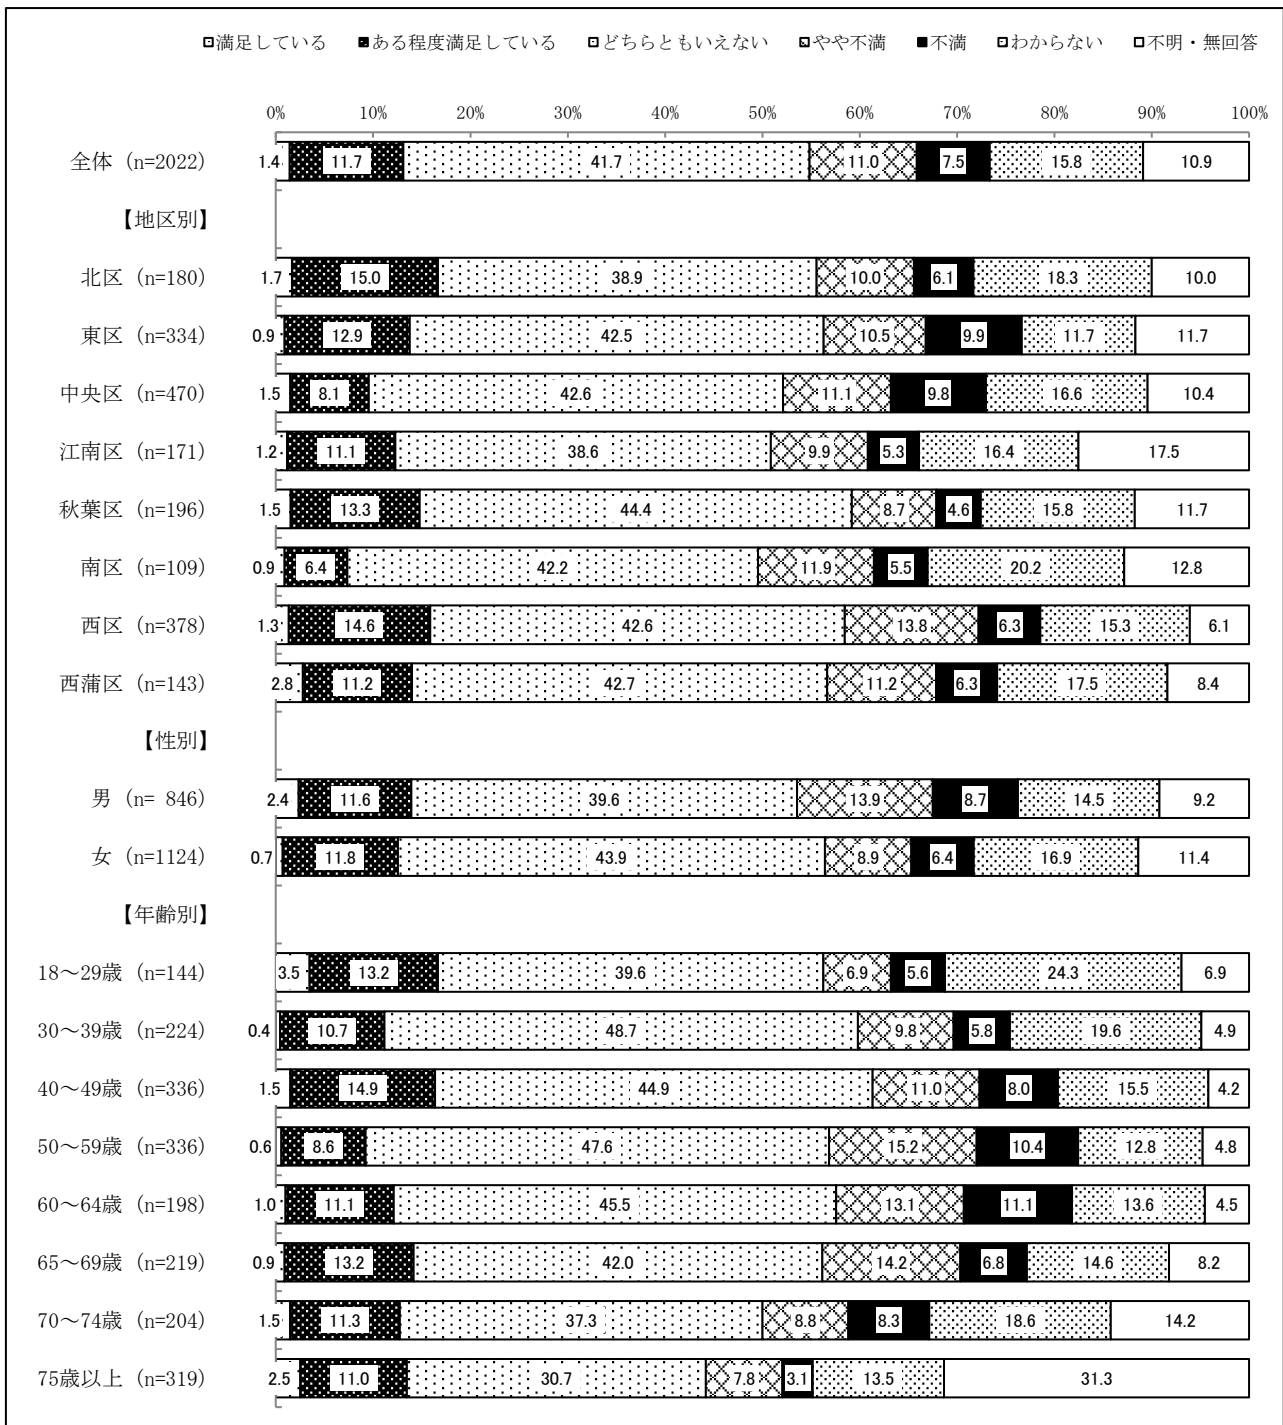 満足している ある程度満足している どちらともいえない やや不満 不満 わからない 不明・無回答
0% 10% 20% 30% 40% 50% 60% 70% 80% 90% 100%
全体 (n=2022) 1.4 11.7 41.7 11.0 7.5 15.8 10.9
【地区別】
北区 (n=180) 1.7 15.0 38.9 10.0 6.1 18.3 10.0
東区 (n=334) 0.9 12.9 42.5 10.5 9.9 11.7 11.7
中央区 (n=470) 1.5 8.1 42.6 11.1 9.8 16.6 10.4
江南区 (n=171) 1.2 11.1 38.6 9.9 5.3 16.4 17.5
秋葉区 (n=196) 1.5 13.3 44.4 8.7 4.6 15.8 11.7
南区 (n=109) 0.9 6.4 42.2 11.9 5.5 20.2 12.8
西区 (n=378) 1.3 14.6 42.6 13.8 6.3 15.3 6.1
西蒲区 (n=143) 2.8 11.2 42.7 11.2 6.3 17.5 8.4
【性別】
男 (n= 846) 2.4 11.6 39.6 13.9 8.7 14.5 9.2
女 (n=1124) 0.7 11.8 43.9 8.9 6.4 16.9 11.4
【年齢別】
18～29歳 (n=144) 3.5 13.2 39.6 6.9 5.6 24.3 6.9
30～39歳 (n=224) 0.4 10.7 48.7 9.8 5.8 19.6 4.9
40～49歳 (n=336) 1.5 14.9 44.9 11.0 8.0 15.5 4.2
50～59歳 (n=336) 0.6 8.6 47.6 15.2 10.4 12.8 4.8
60～64歳 (n=198) 1.0 11.1 45.5 13.1 11.1 13.6 4.5
65～69歳 (n=219) 0.9 13.2 42.0 14.2 6.8 14.6 8.2
70～74歳 (n=204) 1.5 11.3 37.3 8.8 8.3 18.6 14.2
75歳以上 (n=319) 2.5 11.0 30.7 7.8 3.1 13.5 31.3